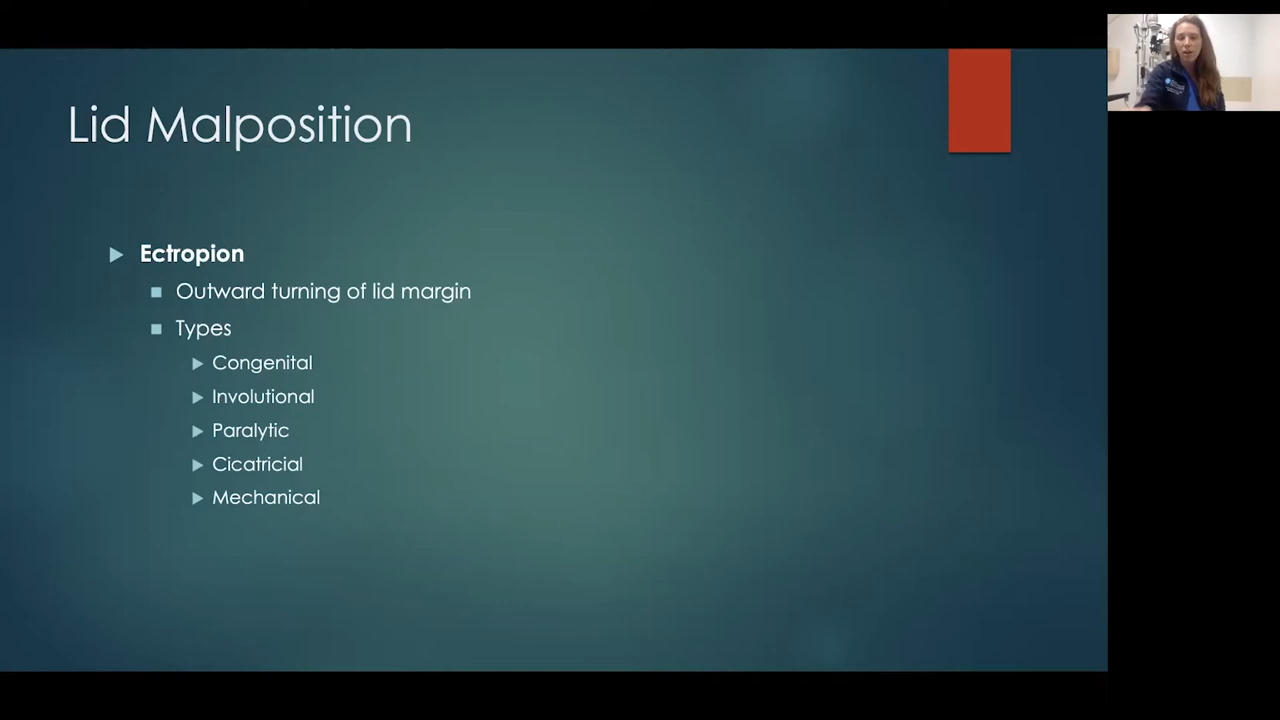 Lid Malposition
Ectropion
Outward turning of lid margin
Types
Congenital
Involutional
Paralytic
Cicatricial
Mechanical